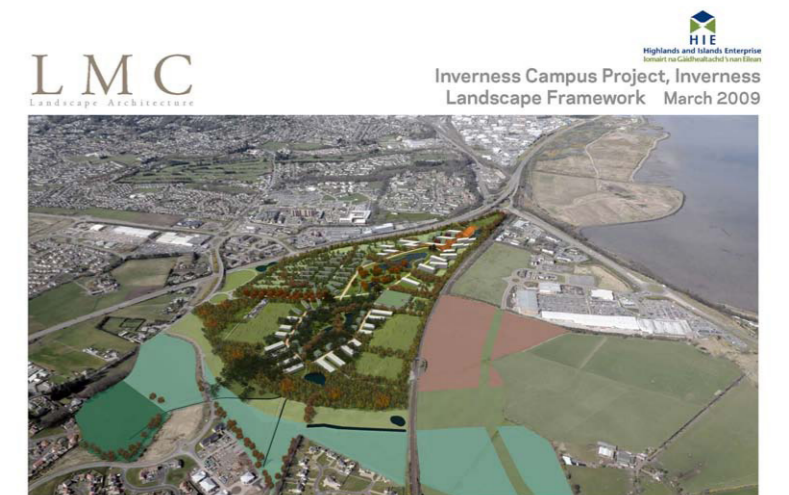 LMC
Landscape Architecture
HIE
Highlands and Islands Enterprise
Iomairt na Gàidhealtachd 's nan Eilean
Inverness Campus Project, Inverness
Landscape Framework March 2009